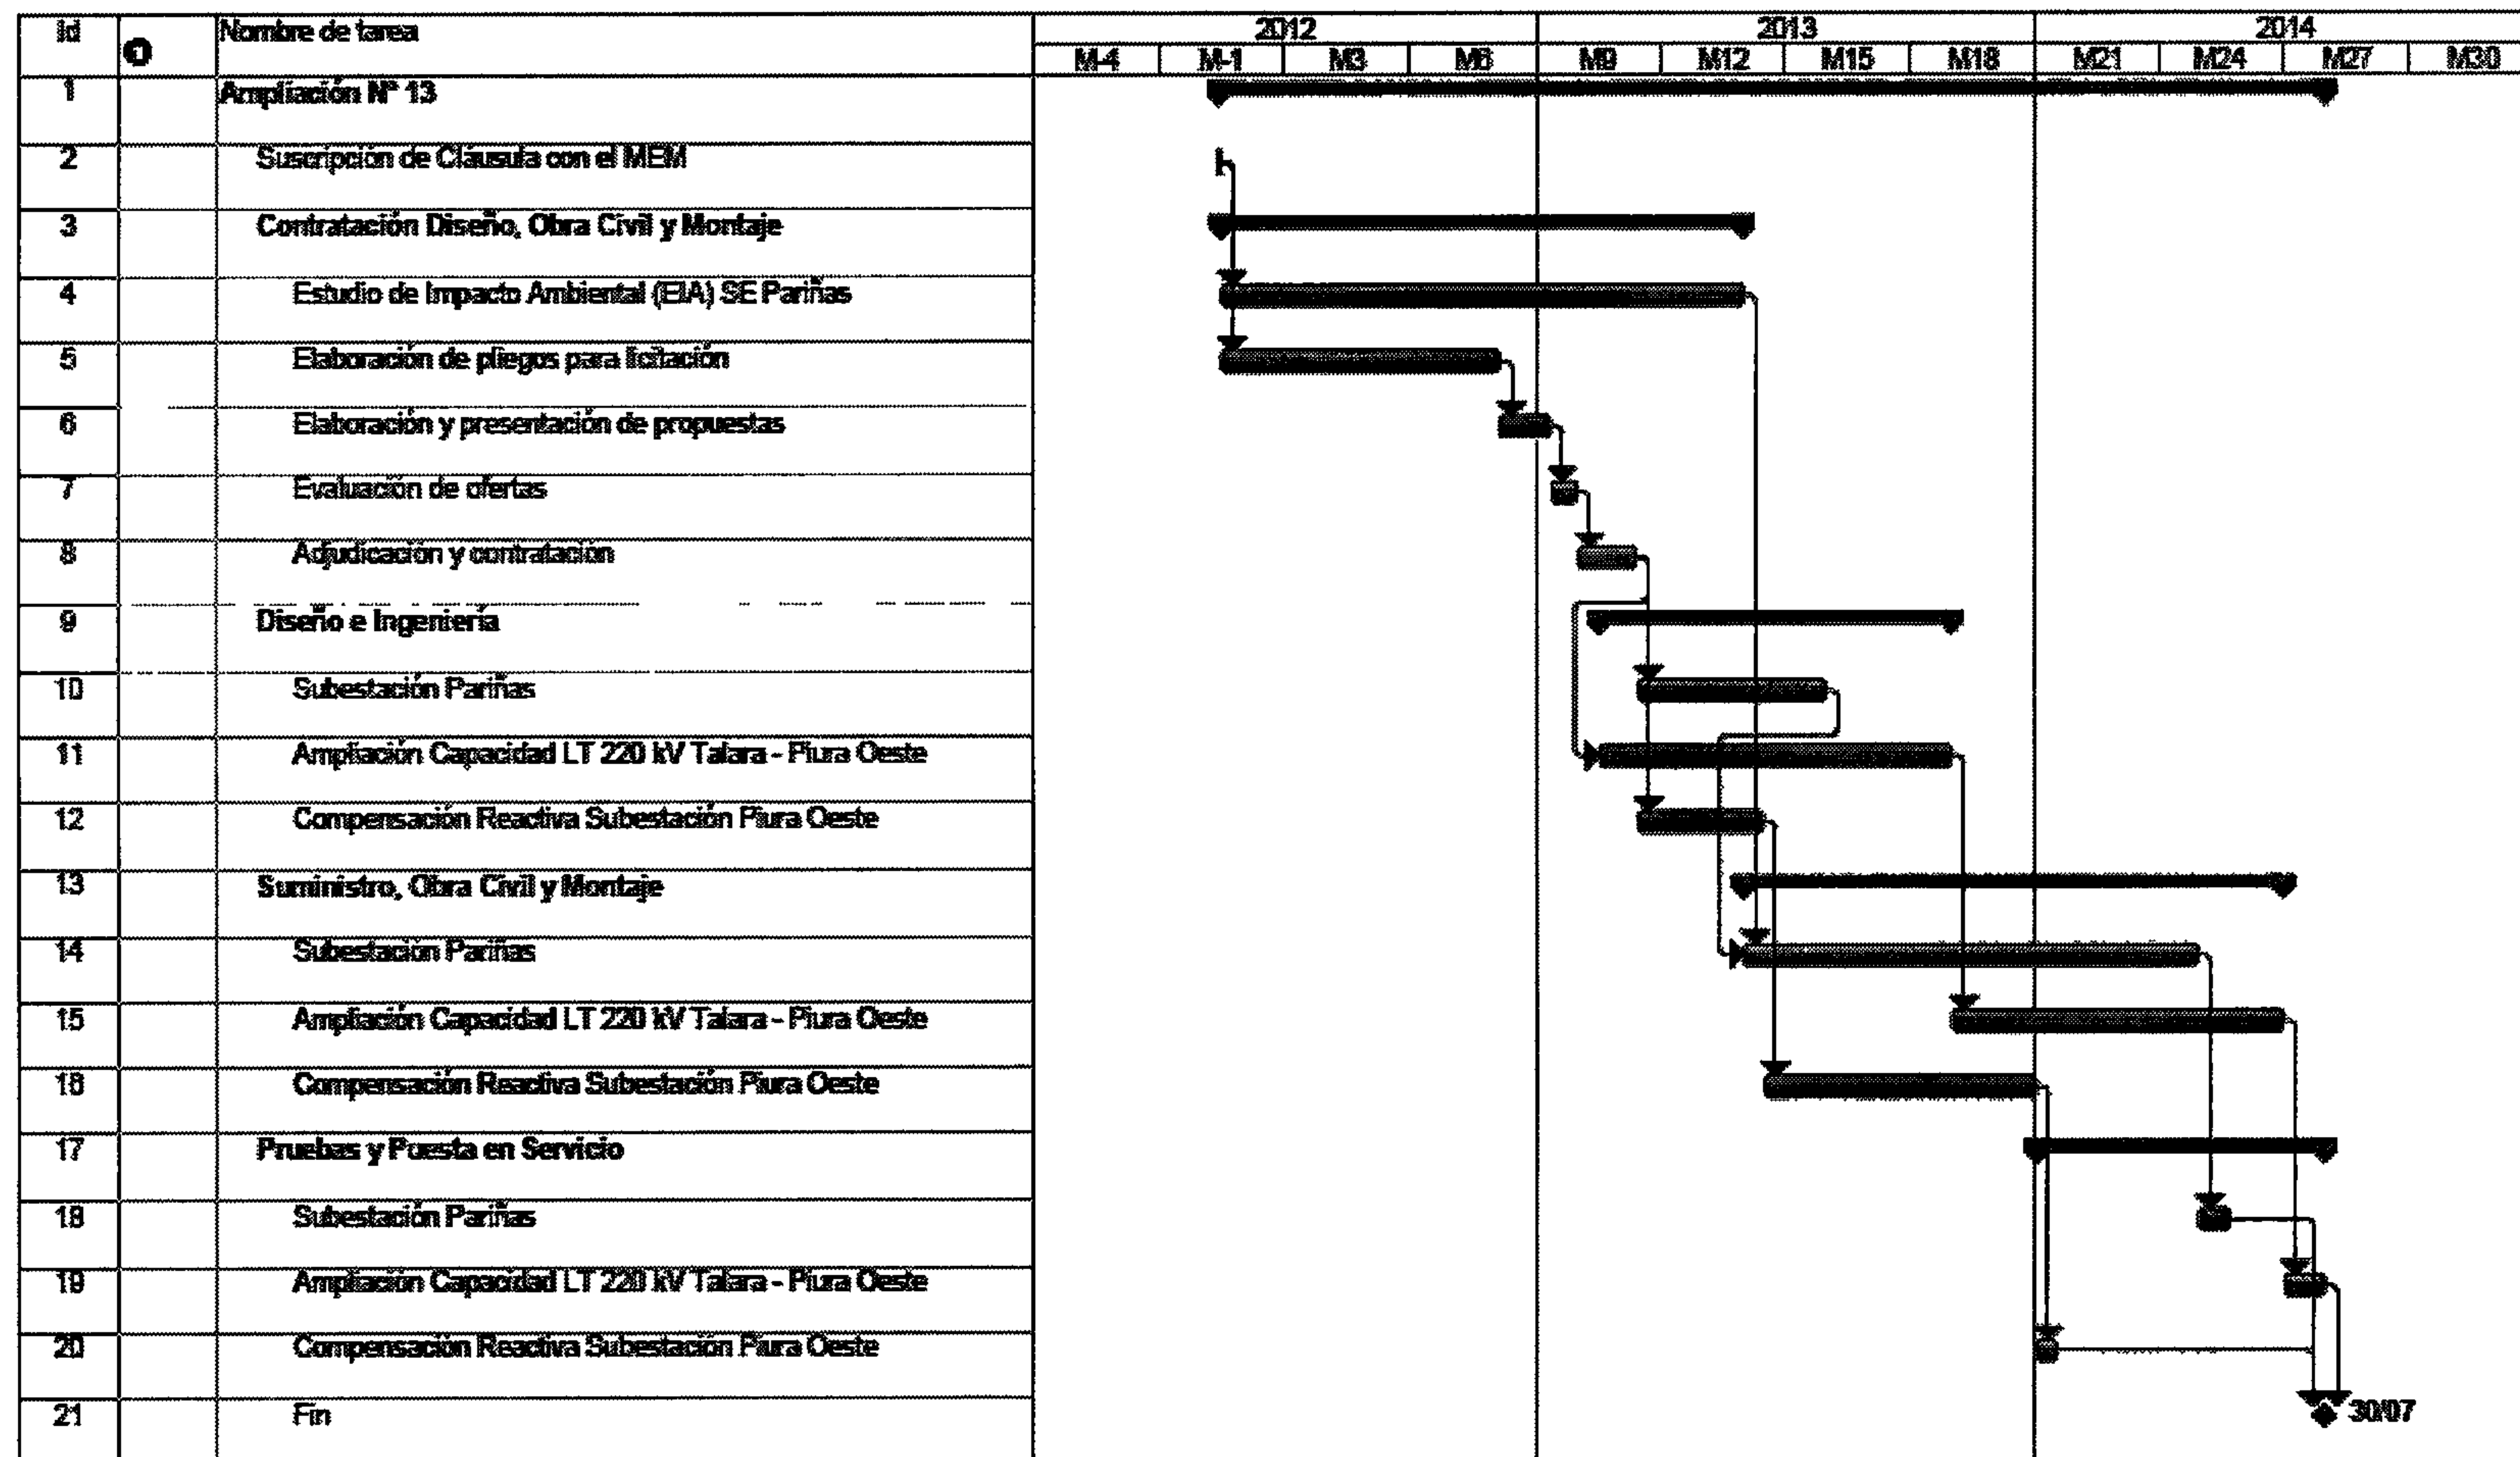 Id Nombre de tarea 2012 2013 2014
M-4 M-1 M3 M6 M9 M12 M15 M18 M21 M24 M27 M30
1 Ampliación N° 13
2 Suscripción de Cláusula con el MEM
3 Contratación Diseño, Obra Civil y Montaje
4 Estudio de Impacto Ambiental (EIA) SE Pariñas
5 Elaboración de pliegos para licitación
6 Elaboración y presentación de propuestas
7 Evaluación de ofertas
8 Adjudicación y contratación
9 Diseño e Ingeniería
10 Subestación Pariñas
11 Ampliación Capacidad LT 220 kV Talara - Piura Oeste
12 Compensación Reactiva Subestación Piura Oeste
13 Suministro, Obra Civil y Montaje
14 Subestación Pariñas
15 Ampliación Capacidad LT 220 kV Talara - Piura Oeste
16 Compensación Reactiva Subestación Piura Oeste
17 Pruebas y Puesta en Servicio
18 Subestación Pariñas
19 Ampliación Capacidad LT 220 kV Talara - Piura Oeste
20 Compensación Reactiva Subestación Piura Oeste
21 Fin 30/07